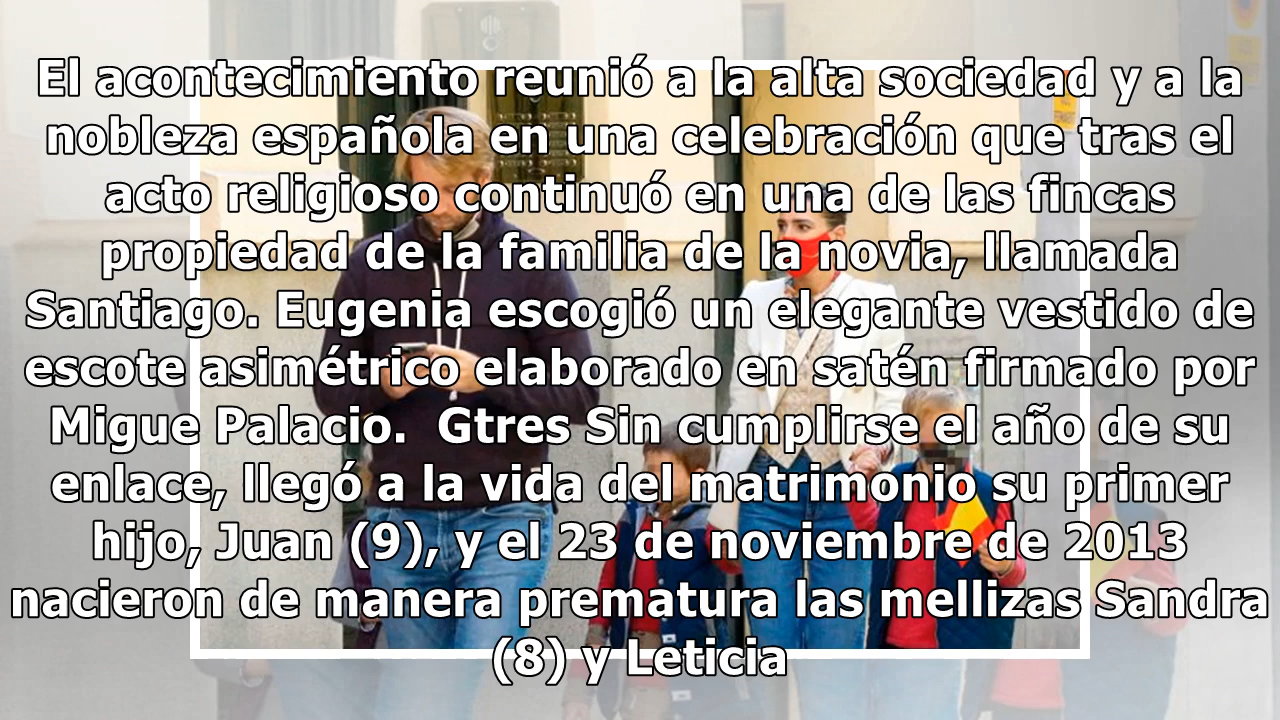 El acontecimiento reunió a la alta sociedad y a la
nobleza española en una celebración que tras el
acto religioso continuó en una de las fincas
propiedad de la familia de la novia, llamada
Santiago. Eugenia escogió un elegante vestido de
escote asimétrico elaborado en satén firmado por
Migue Palacio.  Gtres Sin cumplirse el año de su
enlace, llegó a la vida del matrimonio su primer
hijo, Juan (9), y el 23 de noviembre de 2013
nacieron de manera prematura las mellizas Sandra
(8) y Leticia